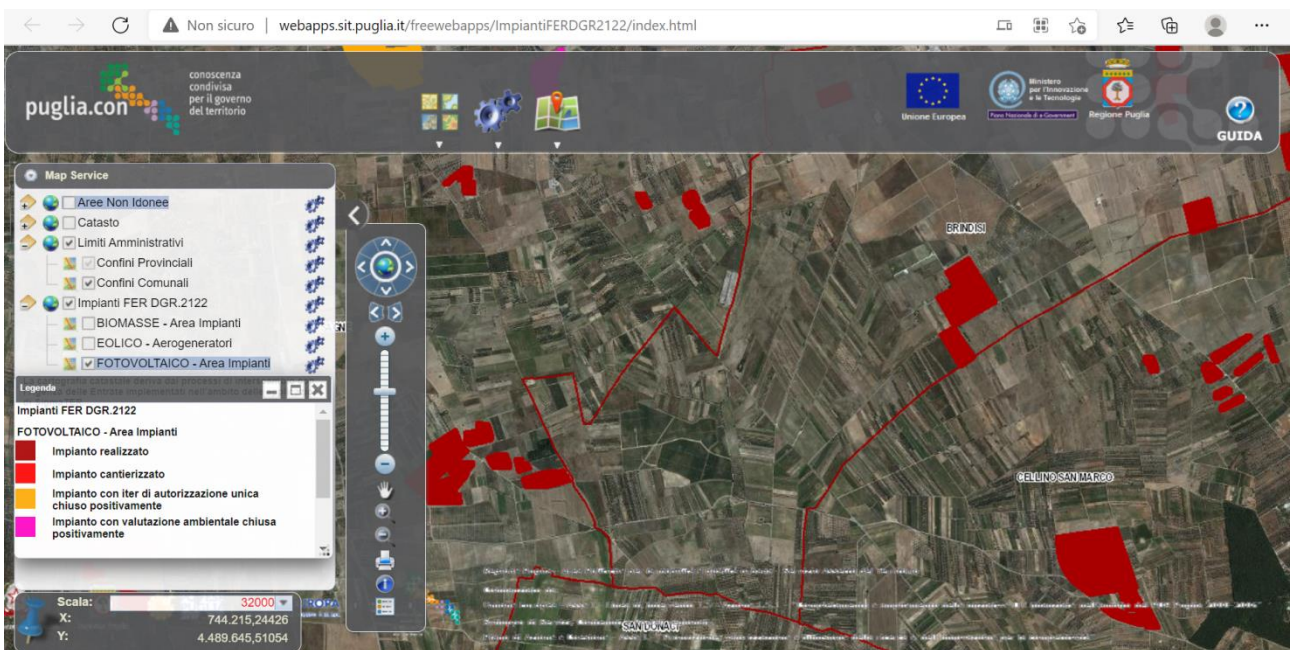 Non sicuro | webapps.sit.puglia.it/freewebapps/ImpiantiFERDGR2122/index.html
puglia.con
conoscenza
condivisa
per il governo
del territorio
Unione Europea
Ministero
per l'Innovazione
e le Tecnologie
Piano Nazionale di e-Government
Regione Puglia
GUIDA
Map Service
Aree Non Idonee
Catasto
Limiti Amministrativi
Confini Provinciali
Confini Comunali
Impianti FER DGR.2122
BIOMASSE - Area Impianti
EOLICO - Aerogeneratori
FOTOVOLTAICO - Area Impianti
Legenda
Impianti FER DGR.2122
FOTOVOLTAICO - Area Impianti
Impianto realizzato
Impianto cantierizzato
Impianto con iter di autorizzazione unica
chiuso positivamente
Impianto con valutazione ambientale chiusa
positivamente
Scala: 32000
X: 744.215,24426
Y: 4.489.645,51054
BRINDISI
CELLINO SAN MARCO
SAN DONACI